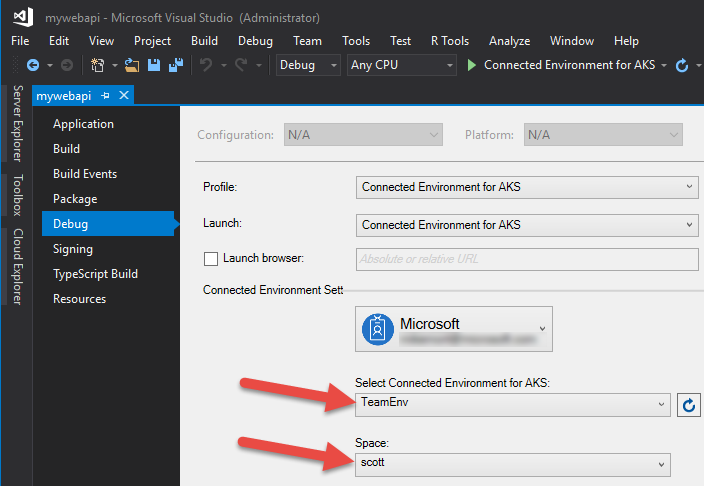 mywebapi - Microsoft Visual Studio (Administrator)
File Edit View Project Build Debug Team Tools Test R Tools Analyze Window Help
Debug Any CPU Connected Environment for AKS
Server Explorer
Toolbox
Cloud Explorer
mywebapi
Application
Build
Build Events
Package
Debug
Signing
TypeScript Build
Resources
Configuration: N/A Platform: N/A
Profile: Connected Environment for AKS
Launch: Connected Environment for AKS
Launch browser: Absolute or relative URL
Connected Environment Sett
Microsoft
Select Connected Environment for AKS:
TeamEnv
Space:
scott